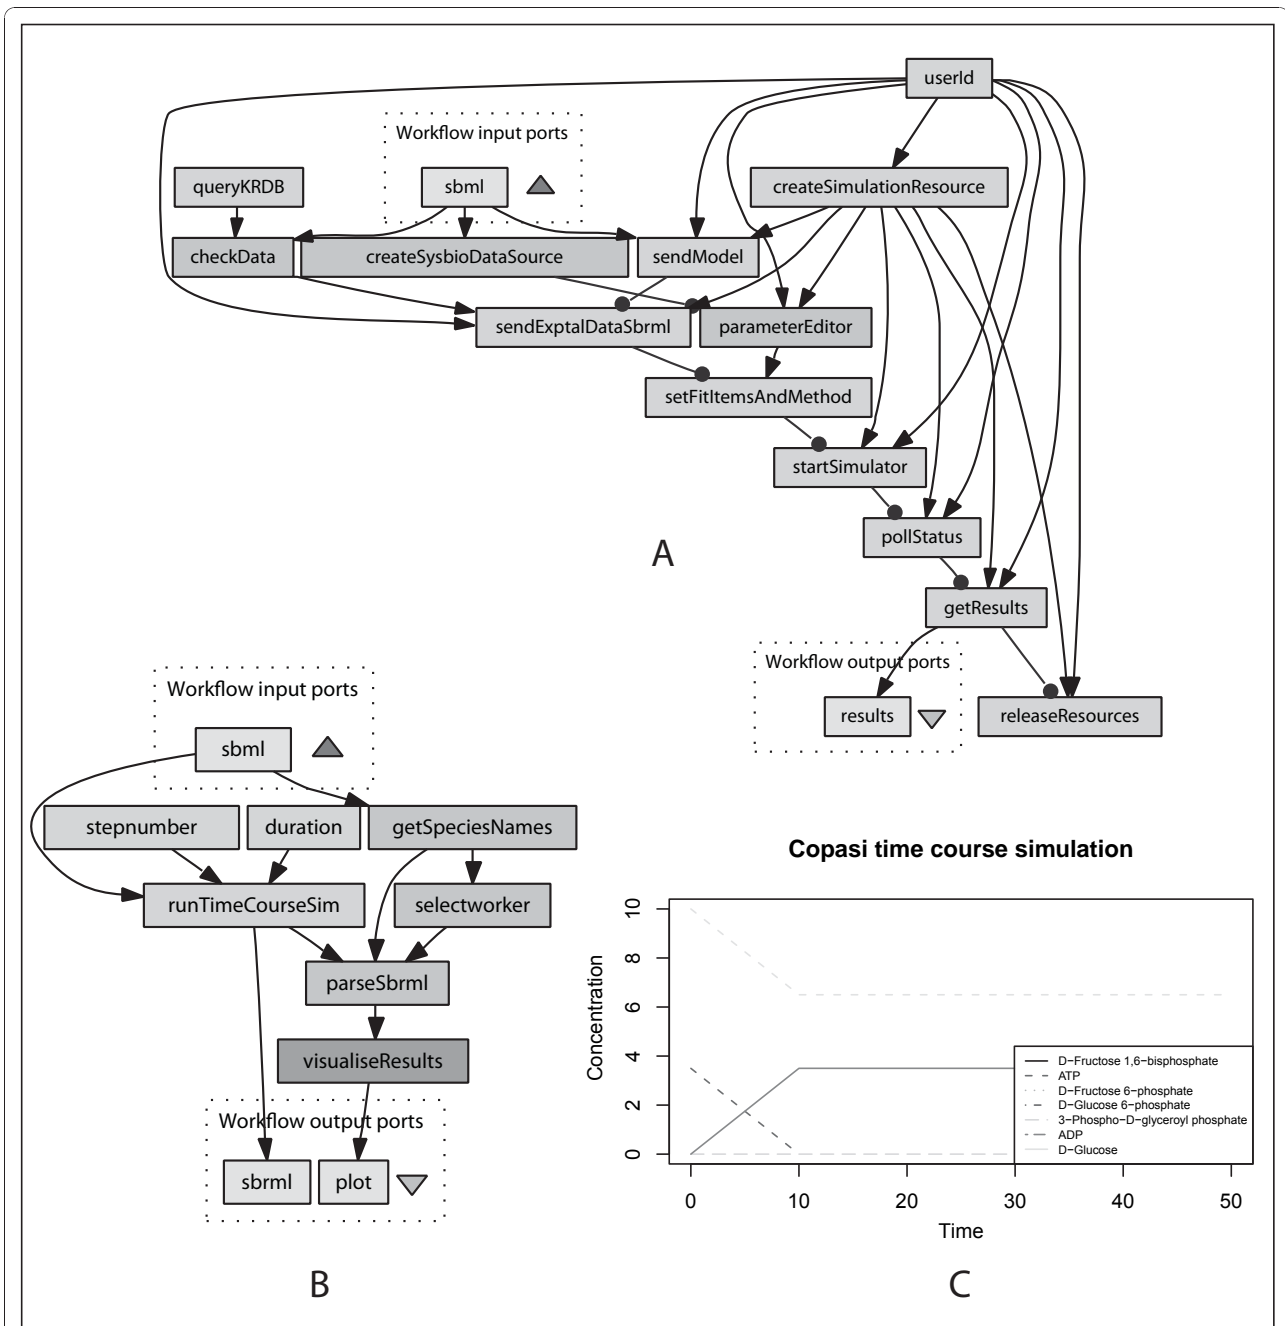 userId
Workflow input ports
queryKRDB
sbml
createSimulationResource
checkData
createSysbioDataSource
sendModel
sendExptalDataSbrml
parameterEditor
setFitItemsAndMethod
startSimulator
pollStatus
A
getResults
Workflow output ports
results
releaseResources
Workflow input ports
sbml
stepnumber
duration
getSpeciesNames
runTimeCourseSim
selectworker
parseSbrml
visualiseResults
Workflow output ports
sbrml
plot
B
Copasi time course simulation
Concentration
10
8
6
4
2
0
D−Fructose 1,6−bisphosphate
ATP
D−Fructose 6−phosphate
D−Glucose 6−phosphate
3−Phospho−D−glyceroyl phosphate
ADP
D−Glucose
0 10 20 30 40 50
Time
C